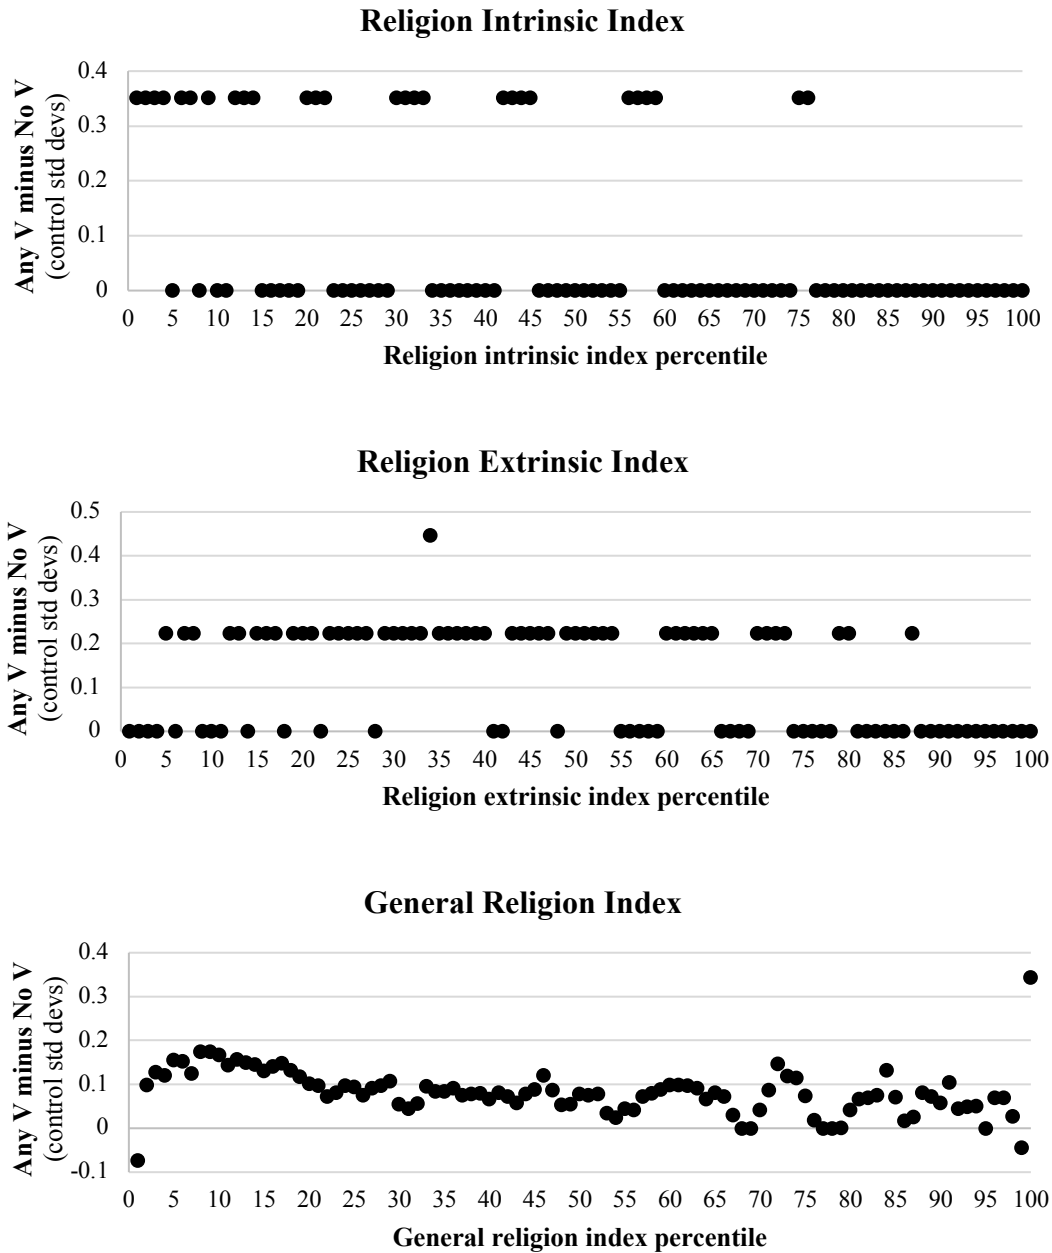 Religion Intrinsic Index
Any V minus No V
(control std devs)
0.4
0.3
0.2
0.1
0
0 5 10 15 20 25 30 35 40 45 50 55 60 65 70 75 80 85 90 95 100
Religion intrinsic index percentile
Religion Extrinsic Index
Any V minus No V
(control std devs)
0.5
0.4
0.3
0.2
0.1
0
0 5 10 15 20 25 30 35 40 45 50 55 60 65 70 75 80 85 90 95 100
Religion extrinsic index percentile
General Religion Index
Any V minus No V
(control std devs)
0.4
0.3
0.2
0.1
0
-0.1
0 5 10 15 20 25 30 35 40 45 50 55 60 65 70 75 80 85 90 95 100
General religion index percentile